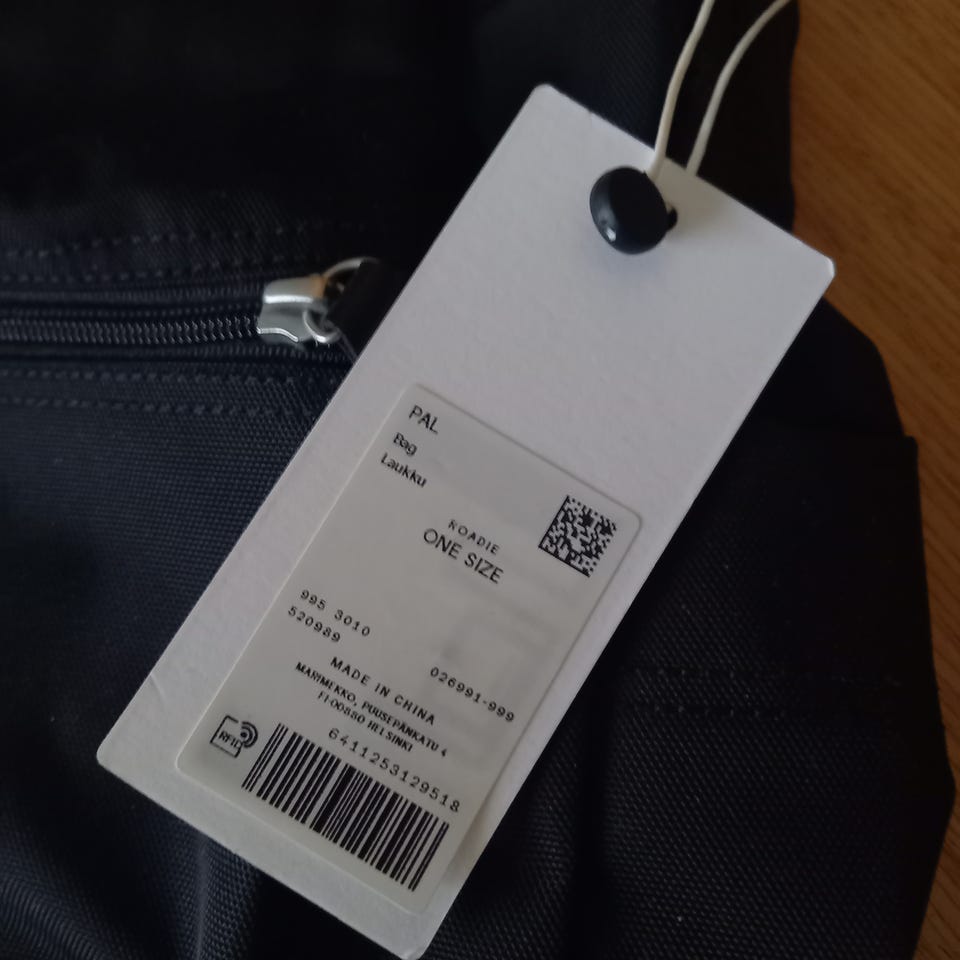 PAL
Bag
Laukku
ROADIE
ONE SIZE
995 3010
520989
026991-999
MADE IN CHINA
MARIMEKKO, PUUSEPÄNKATU 4
FI-00880 HELSINKI
RFID
6411253129518